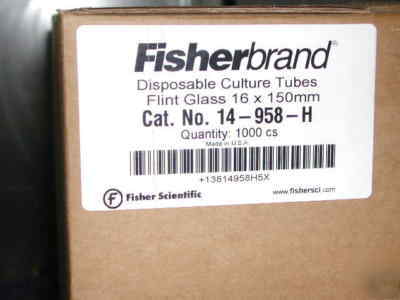 Fisherbrand®
Disposable Culture Tubes
Flint Glass 16 x 150mm
Cat. No. 14-958-H
Quantity: 1000 cs
Made in U.S.A.
+13614958H5X
Fisher Scientific
www.fishersci.com